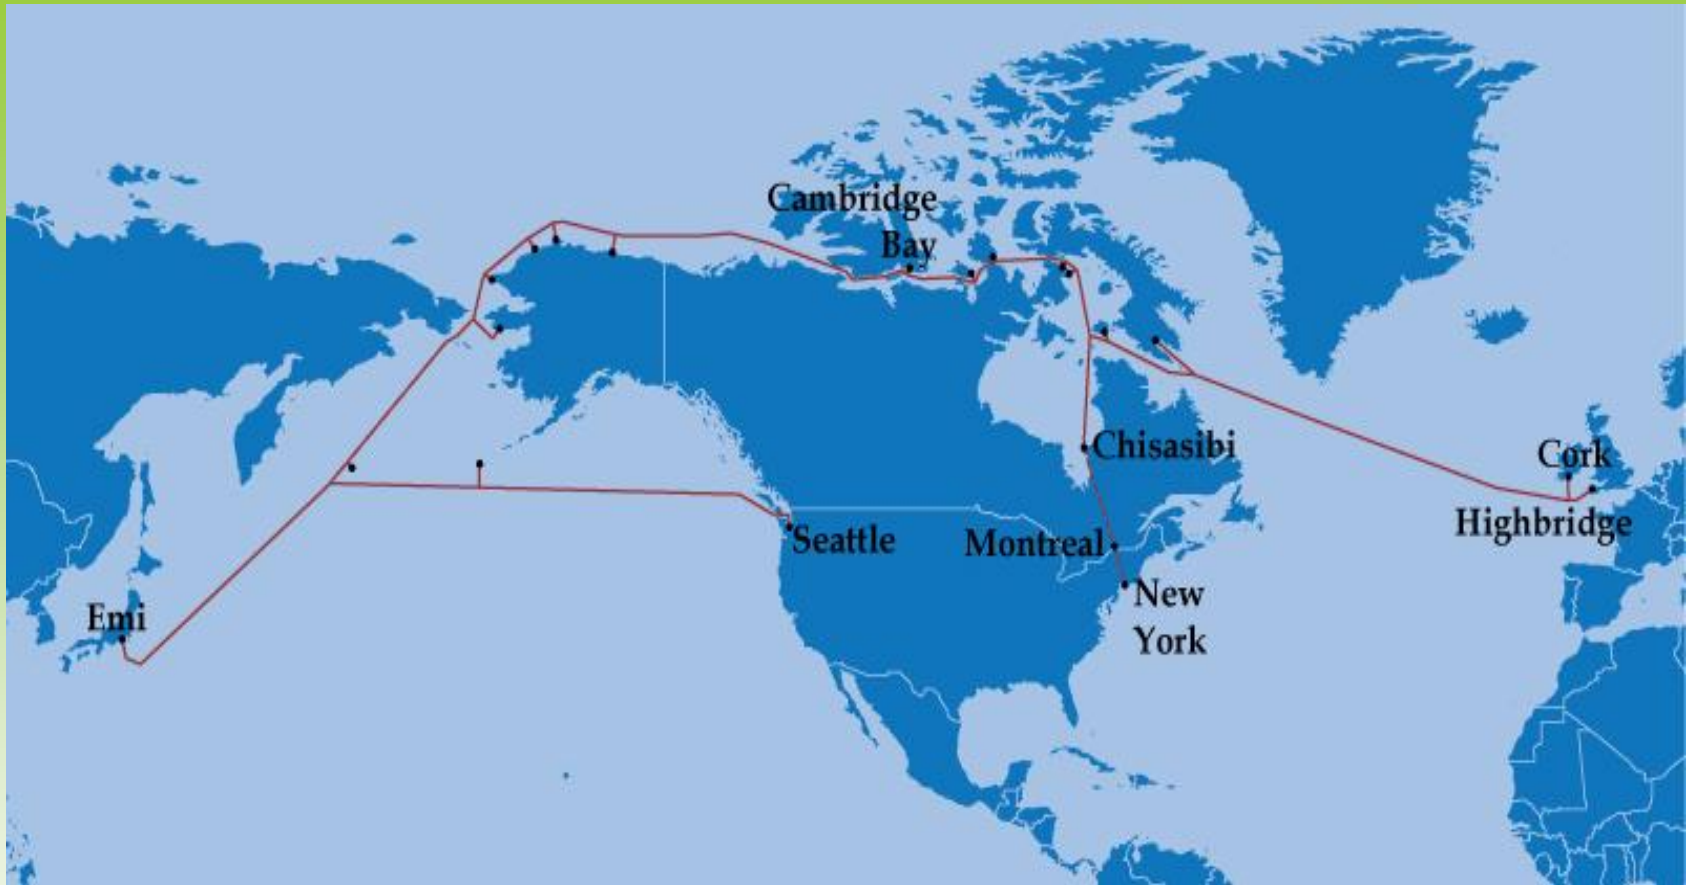 Cambridge
Bay
Cork
Chisasibi
Highbridge
Seattle
Montreal
New
York
Emi